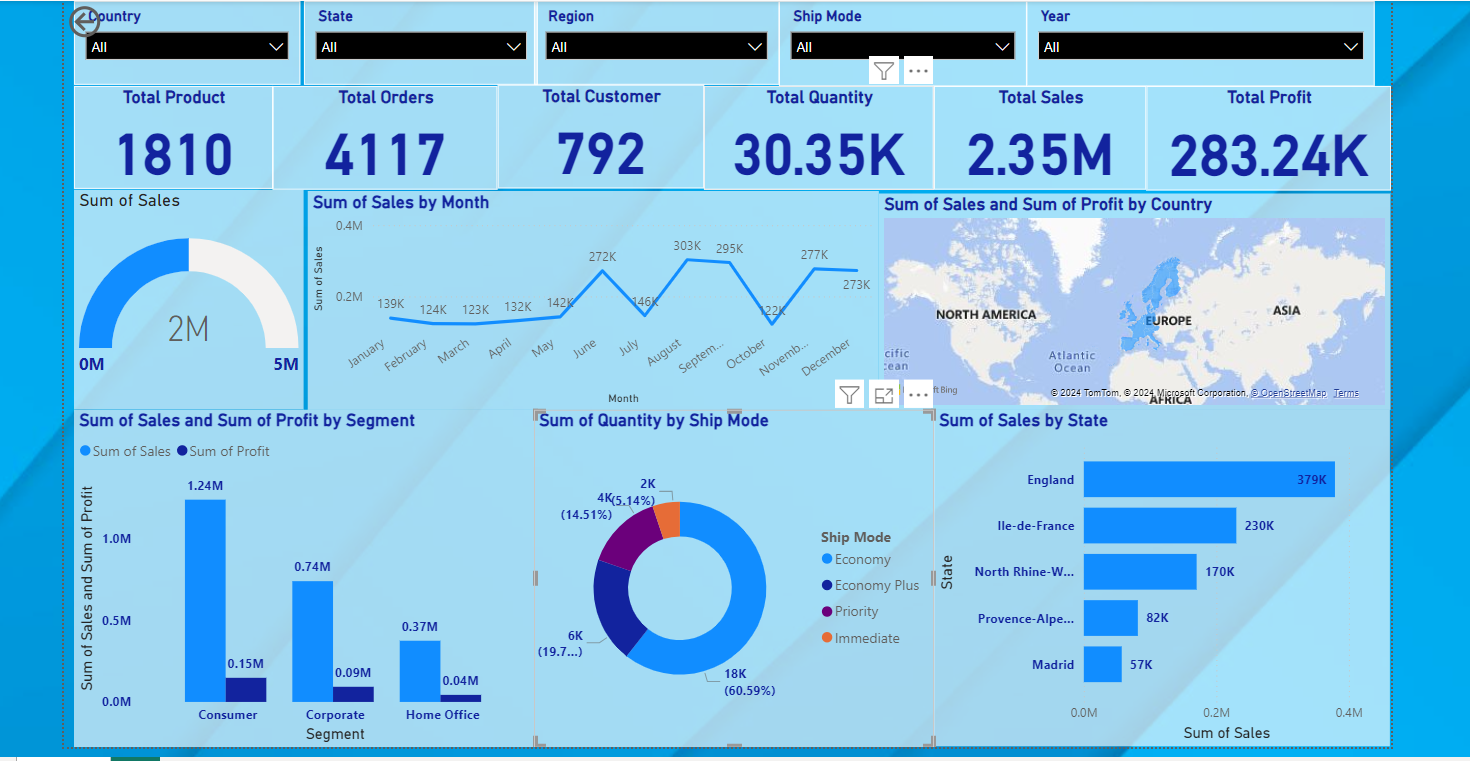 Country
State
Region
Ship Mode
Year
All
All
All
All
All
Total Product
Total Orders
Total Customer
Total Quantity
Total Sales
Total Profit
1810
4117
792
30.35K
2.35M
283.24K
Sum of Sales
2M
0M
5M
Sum of Sales by Month
Sum of Sales
0.4M
0.2M
139K
124K
123K
132K
142K
272K
146K
303K
295K
122K
277K
273K
January
February
March
April
May
June
July
August
Septem...
October
Novemb...
December
Month
Sum of Sales and Sum of Profit by Country
NORTH AMERICA
EUROPE
ASIA
Atlantic
Ocean
cific
cean
AFRICA
ft Bing
© 2024 TomTom, © 2024 Microsoft Corporation, © OpenStreetMap Terms
Sum of Sales and Sum of Profit by Segment
Sum of Sales
Sum of Profit
Sum of Sales and Sum of Profit
1.0M
0.5M
0.0M
1.24M
0.15M
0.74M
0.09M
0.37M
0.04M
Consumer
Corporate
Home Office
Segment
Sum of Quantity by Ship Mode
2K
(5.14%)
4K
(14.51%)
6K
(19.7...)
18K
(60.59%)
Ship Mode
Economy
Economy Plus
Priority
Immediate
Sum of Sales by State
State
England
379K
Ile-de-France
230K
North Rhine-W...
170K
Provence-Alpe...
82K
Madrid
57K
0.0M
0.2M
0.4M
Sum of Sales